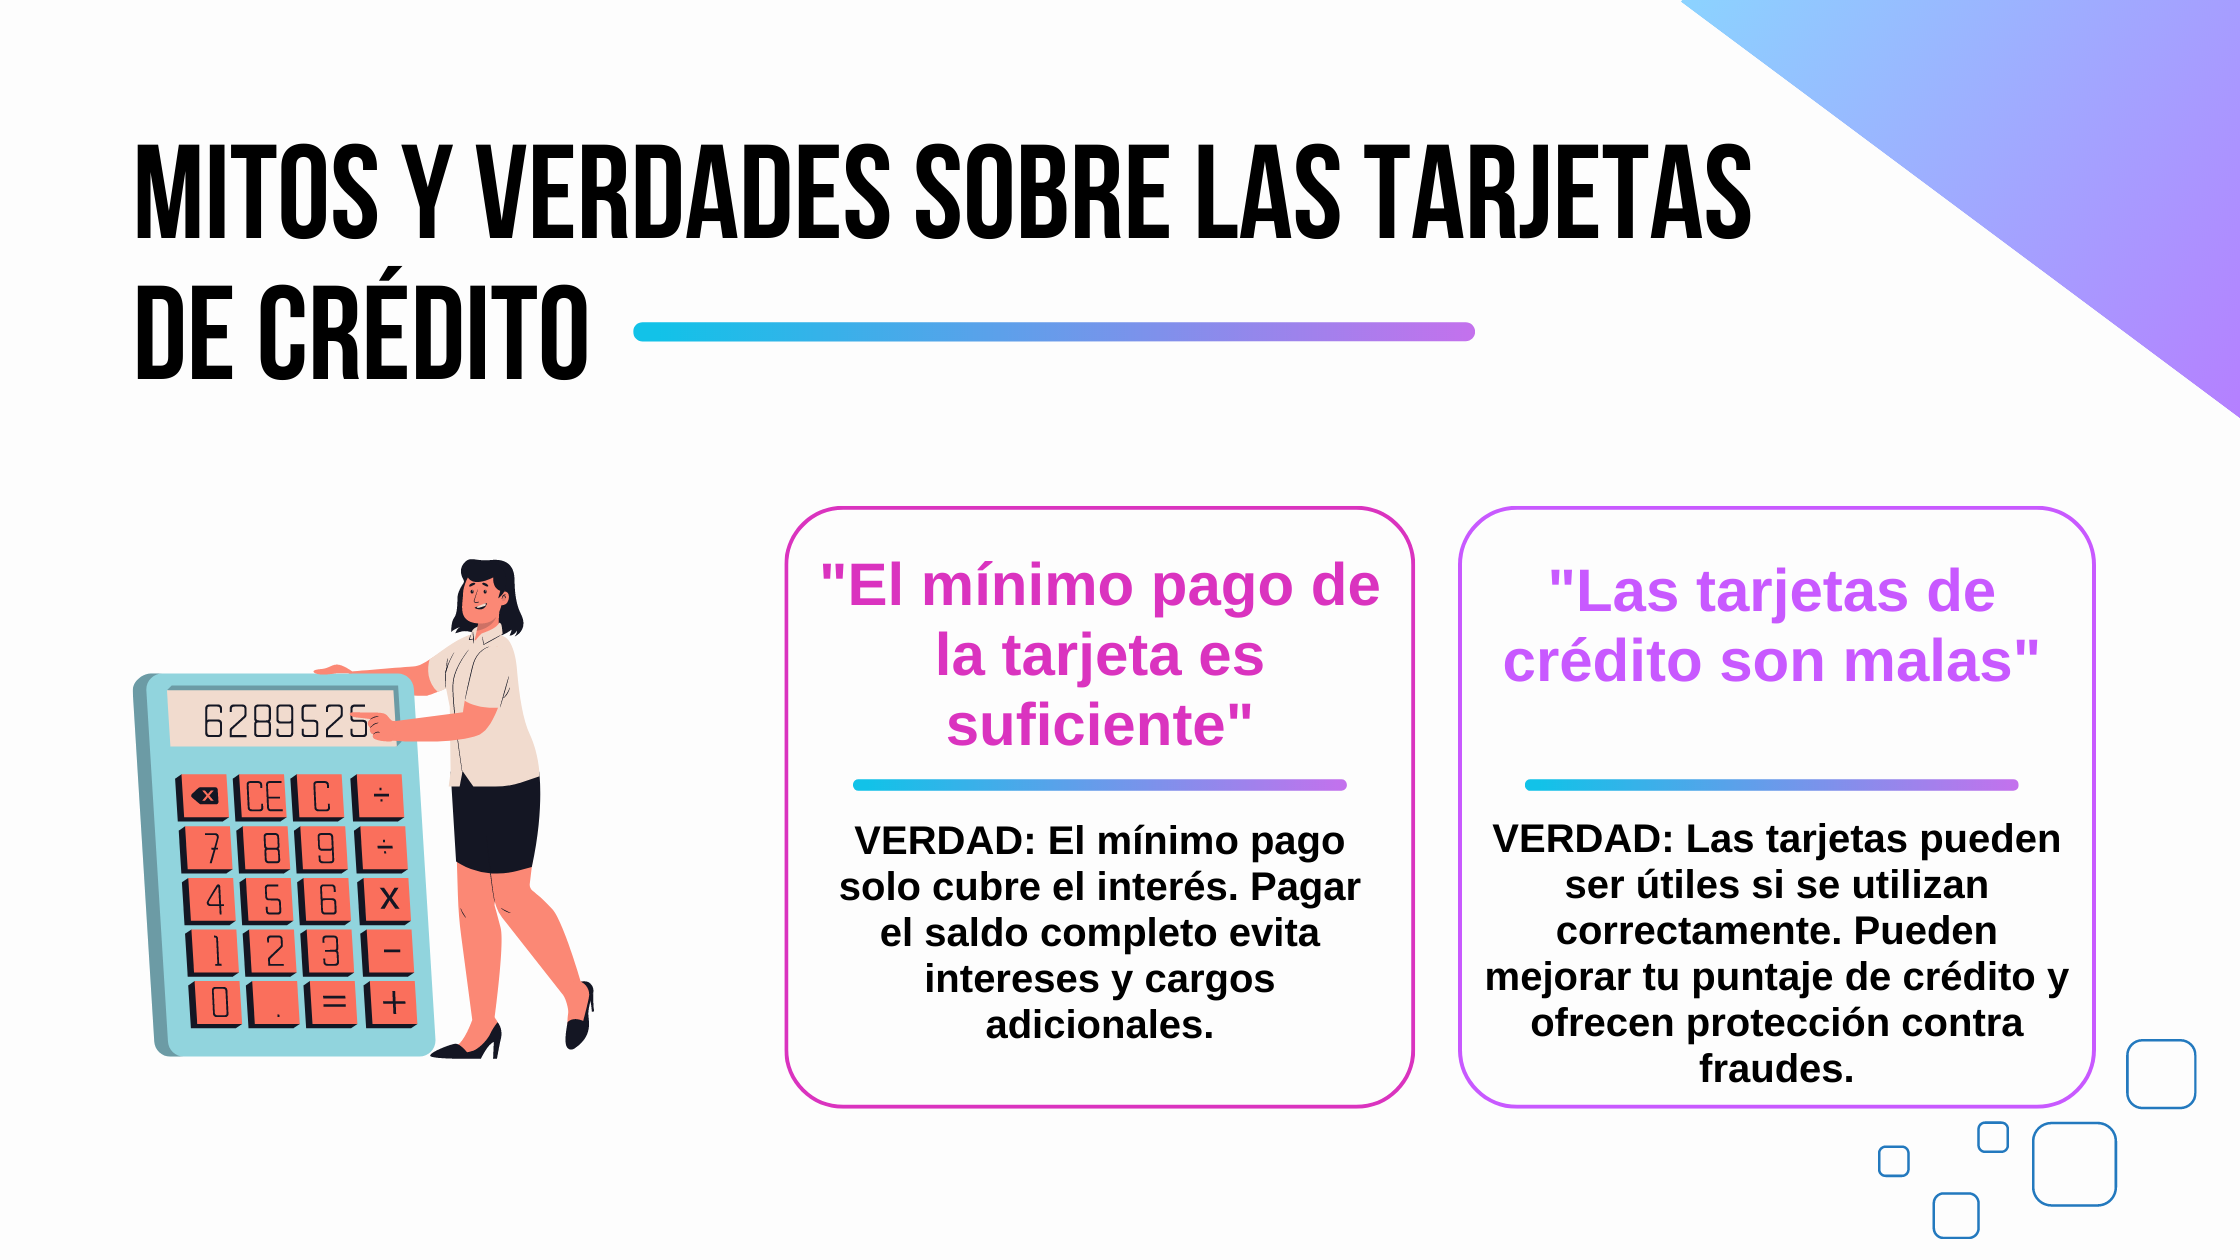 MITOS Y VERDADES SOBRE LAS TARJETAS
DE CRÉDITO
6289525
CE C ÷
7 8 9 ÷
4 5 6 X
1 2 3 −
0 . = +
"El mínimo pago de
la tarjeta es
suficiente"
VERDAD: El mínimo pago
solo cubre el interés. Pagar
el saldo completo evita
intereses y cargos
adicionales.
"Las tarjetas de
crédito son malas"
VERDAD: Las tarjetas pueden
ser útiles si se utilizan
correctamente. Pueden
mejorar tu puntaje de crédito y
ofrecen protección contra
fraudes.